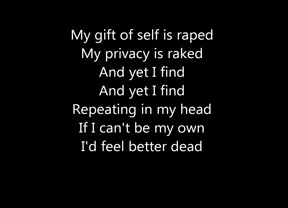 My gift of self is raped
My privacy is raked
And yet I find
And yet I find
Repeating in my head
If I can't be my own
I'd feel better dead